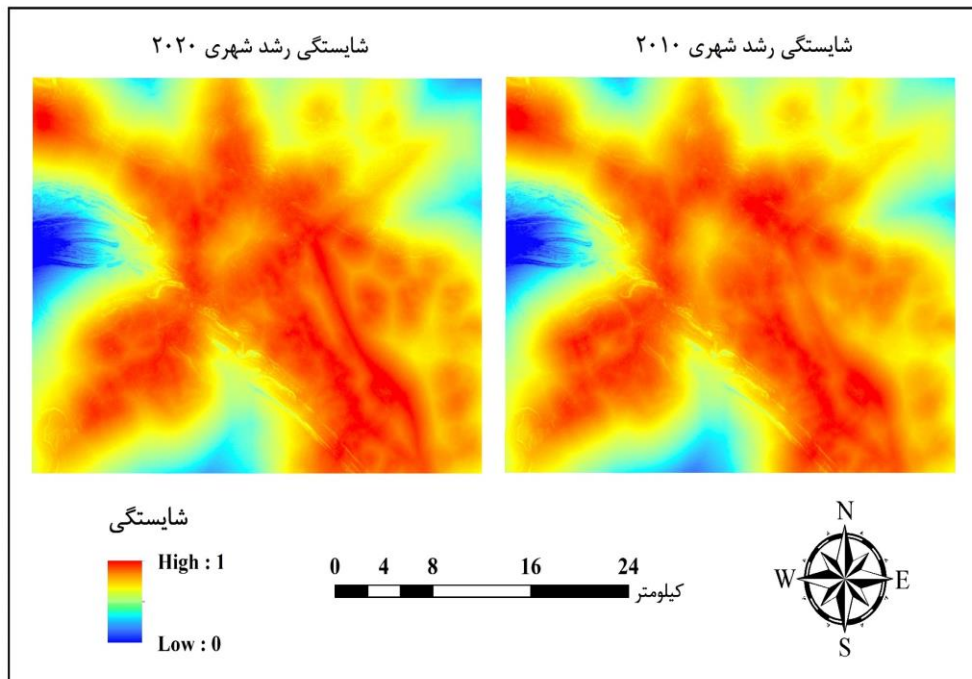 شایستگی رشد شهری ۲۰۱۰
شایستگی رشد شهری ۲۰۲۰
شایستگی
High : 1
Low : 0
0 4 8 16 24
کیلومتر
N
W E
S